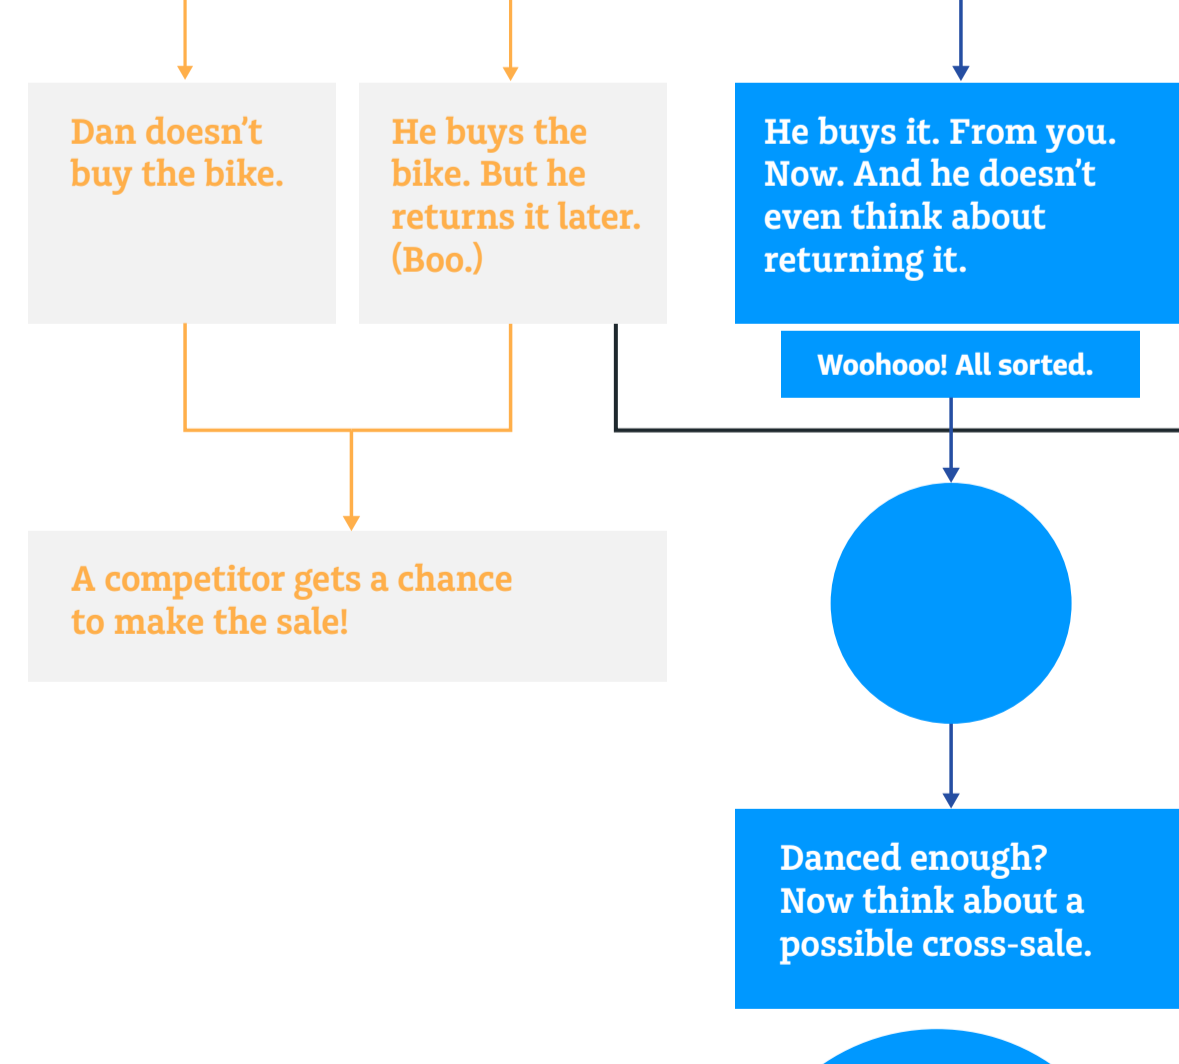 Dan doesn't
buy the bike.
He buys the
bike. But he
returns it later.
(Boo.)
He buys it. From you.
Now. And he doesn't
even think about
returning it.
Woohooo! All sorted.
A competitor gets a chance
to make the sale!
Danced enough?
Now think about a
possible cross-sale.